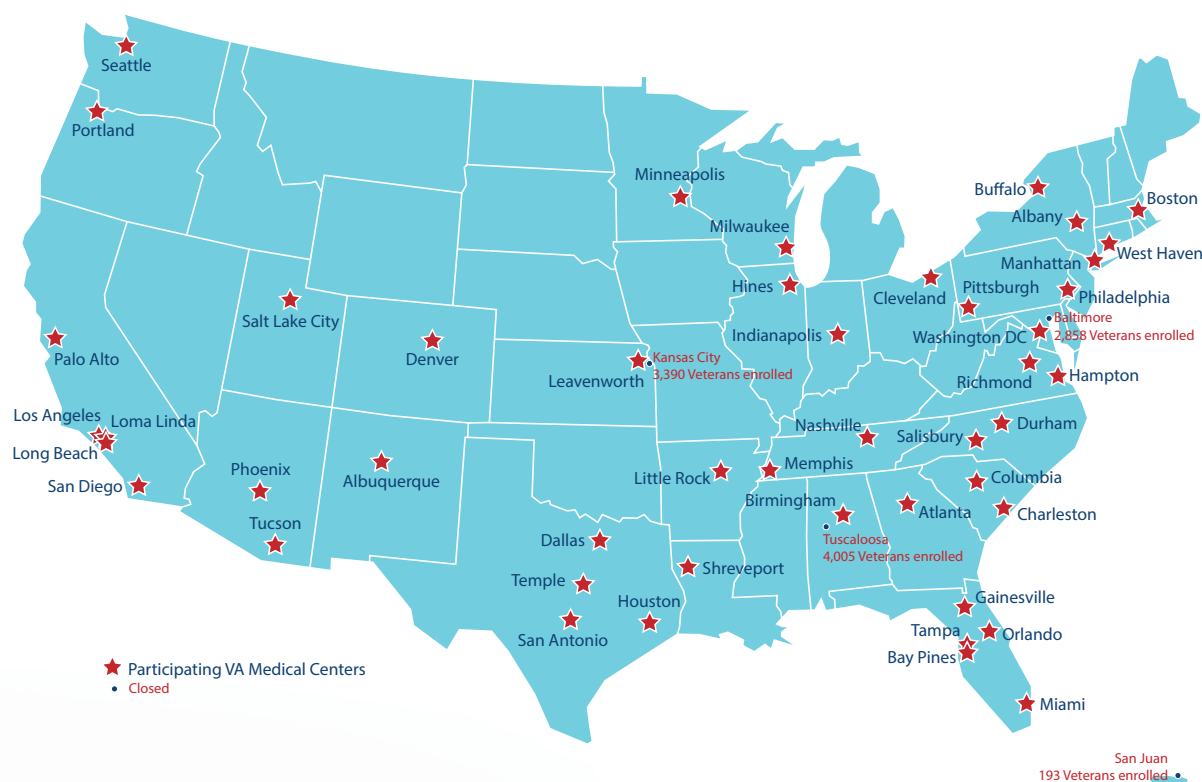 Seattle
Portland
Minneapolis
Buffalo
Boston
Albany
Milwaukee
West Haven
Manhattan
Hines
Cleveland
Pittsburgh
Philadelphia
Salt Lake City
Baltimore
2,858 Veterans enrolled
Indianapolis
Washington DC
Palo Alto
Denver
Kansas City
3,390 Veterans enrolled
Leavenworth
Richmond
Hampton
Los Angeles
Loma Linda
Long Beach
Nashville
Salisbury
Durham
Phoenix
San Diego
Albuquerque
Little Rock
Memphis
Columbia
Birmingham
Atlanta
Charleston
Tucson
Dallas
Tuscaloosa
4,005 Veterans enrolled
Shreveport
Temple
Houston
San Antonio
Gainesville
Tampa
Orlando
Bay Pines
Participating VA Medical Centers
Closed
Miami
San Juan
193 Veterans enrolled